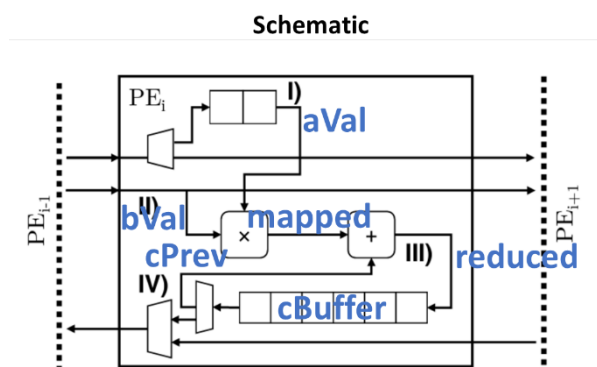 Schematic
PEi
I)
aVal
PEi-1
II)
bVal
mapped
×
+
PEi+1
cPrev
III)
reduced
IV)
cBuffer